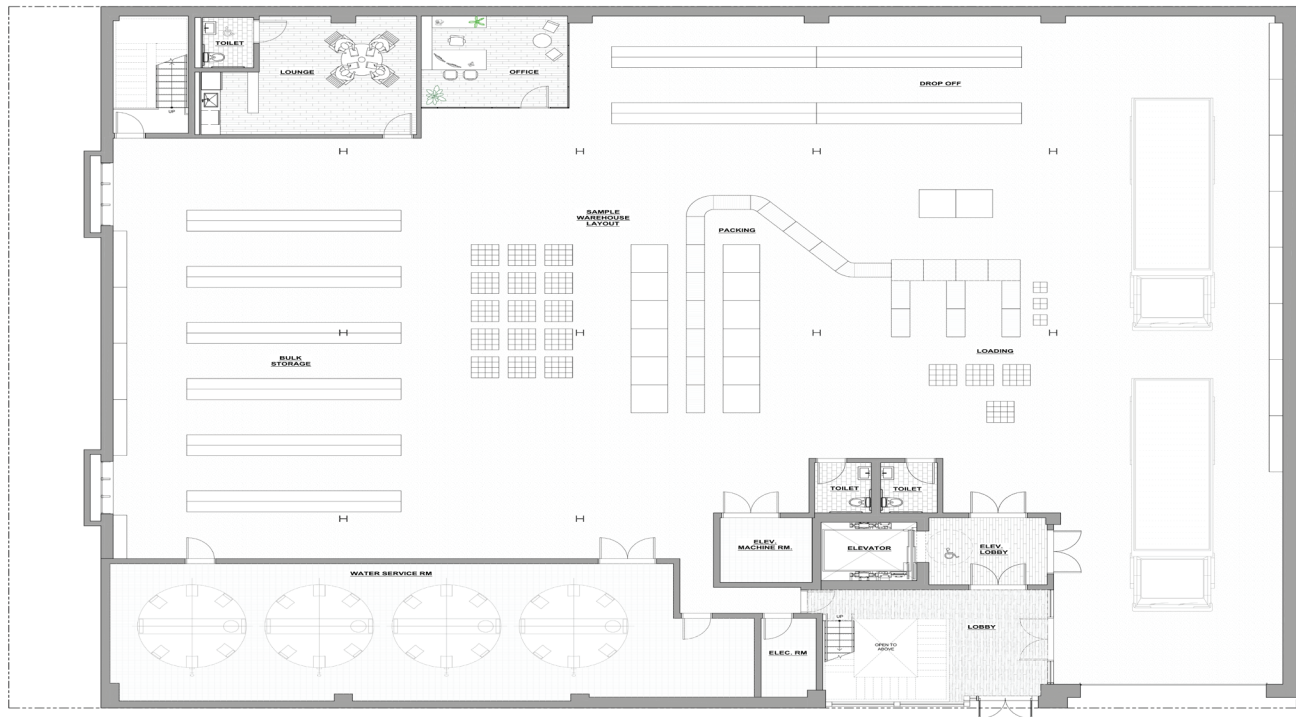 TOILET
LOUNGE
OFFICE
DROP OFF
UP
SAMPLE
WAREHOUSE
LAYOUT
PACKING
BULK
STORAGE
LOADING
TOILET
TOILET
ELEV.
MACHINE RM.
ELEVATOR
ELEV.
LOBBY
WATER SERVICE RM
UP
LOBBY
OPEN TO
ABOVE
ELEC. RM